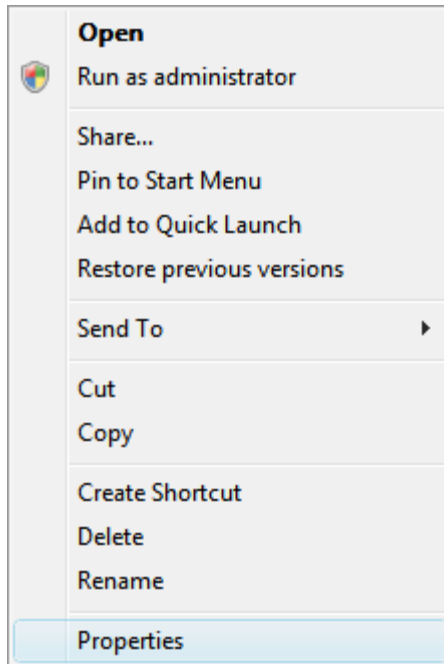 Open
Run as administrator
Share...
Pin to Start Menu
Add to Quick Launch
Restore previous versions
Send To
Cut
Copy
Create Shortcut
Delete
Rename
Properties